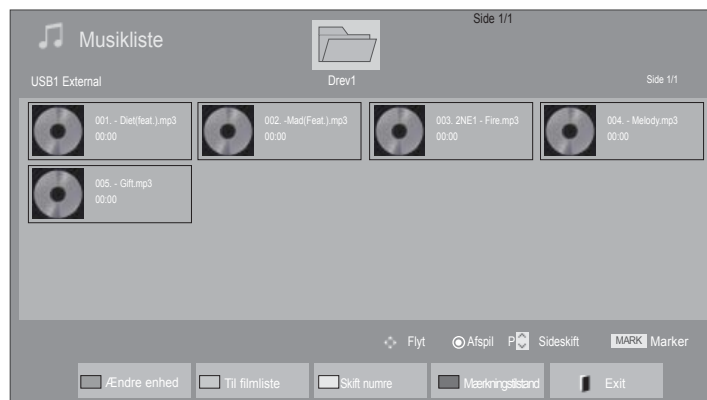 Side 1/1
Musikliste
USB1 External
Drev1
Side 1/1
001. - Diet(feat.).mp3
00:00
002. -Mad(Feat.).mp3
00:00
003. 2NE1 - Fire.mp3
00:00
004. - Melody.mp3
00:00
005. - Gift.mp3
00:00
Flyt
Afspil
P Sideskift
MARK Marker
Ændre enhed
Til filmliste
Skift numre
Mærkningstilstand
Exit